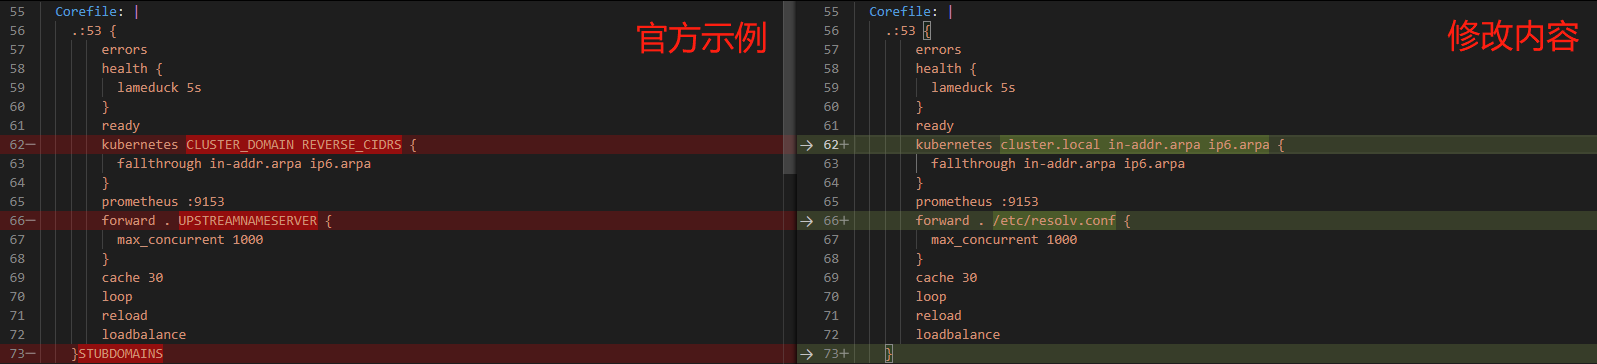 55 Corefile: |
56 .:53 {
57 errors
58 health {
59 lameduck 5s
60 }
61 ready
62- kubernetes CLUSTER_DOMAIN REVERSE_CIDRS {
63 fallthrough in-addr.arpa ip6.arpa
64 }
65 prometheus :9153
66- forward . UPSTREAMNAMESERVER {
67 max_concurrent 1000
68 }
69 cache 30
70 loop
71 reload
72 loadbalance
73- }STUBDOMAINS
官方示例
55 Corefile: |
56 .:53 {
57 errors
58 health {
59 lameduck 5s
60 }
61 ready
→ 62+ kubernetes cluster.local in-addr.arpa ip6.arpa {
63 fallthrough in-addr.arpa ip6.arpa
64 }
65 prometheus :9153
→ 66+ forward . /etc/resolv.conf {
67 max_concurrent 1000
68 }
69 cache 30
70 loop
71 reload
72 loadbalance
→ 73+ }
修改内容